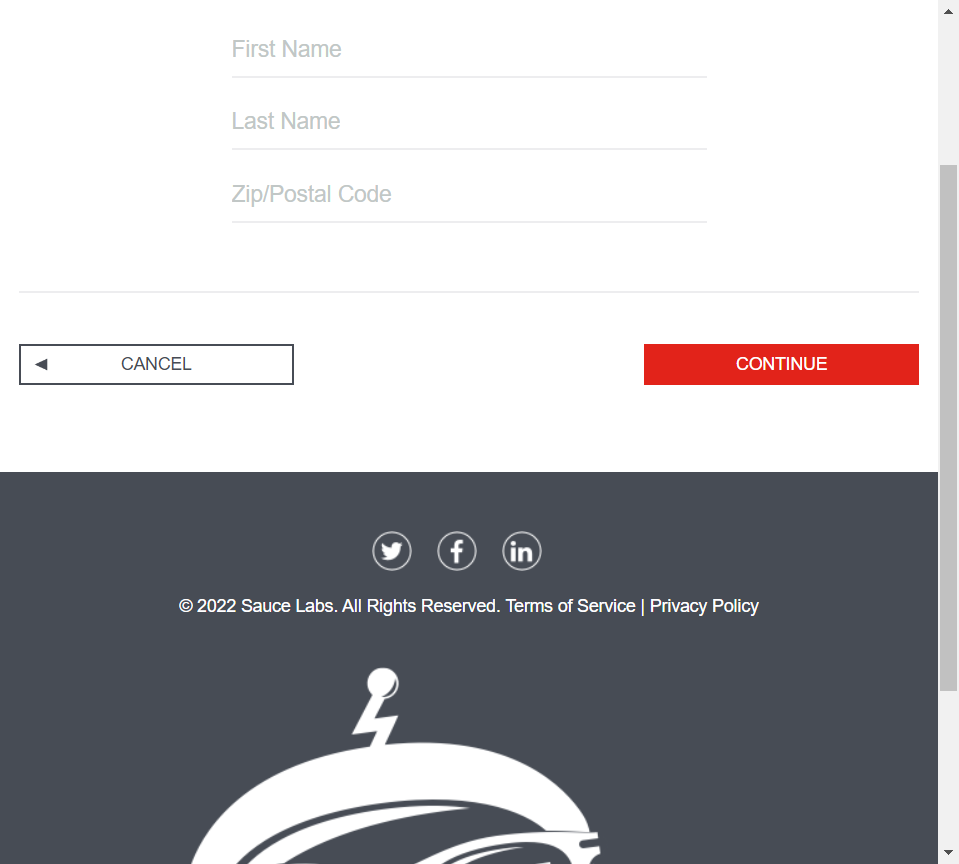 First Name
Last Name
Zip/Postal Code
CANCEL CONTINUE
© 2022 Sauce Labs. All Rights Reserved. Terms of Service | Privacy Policy